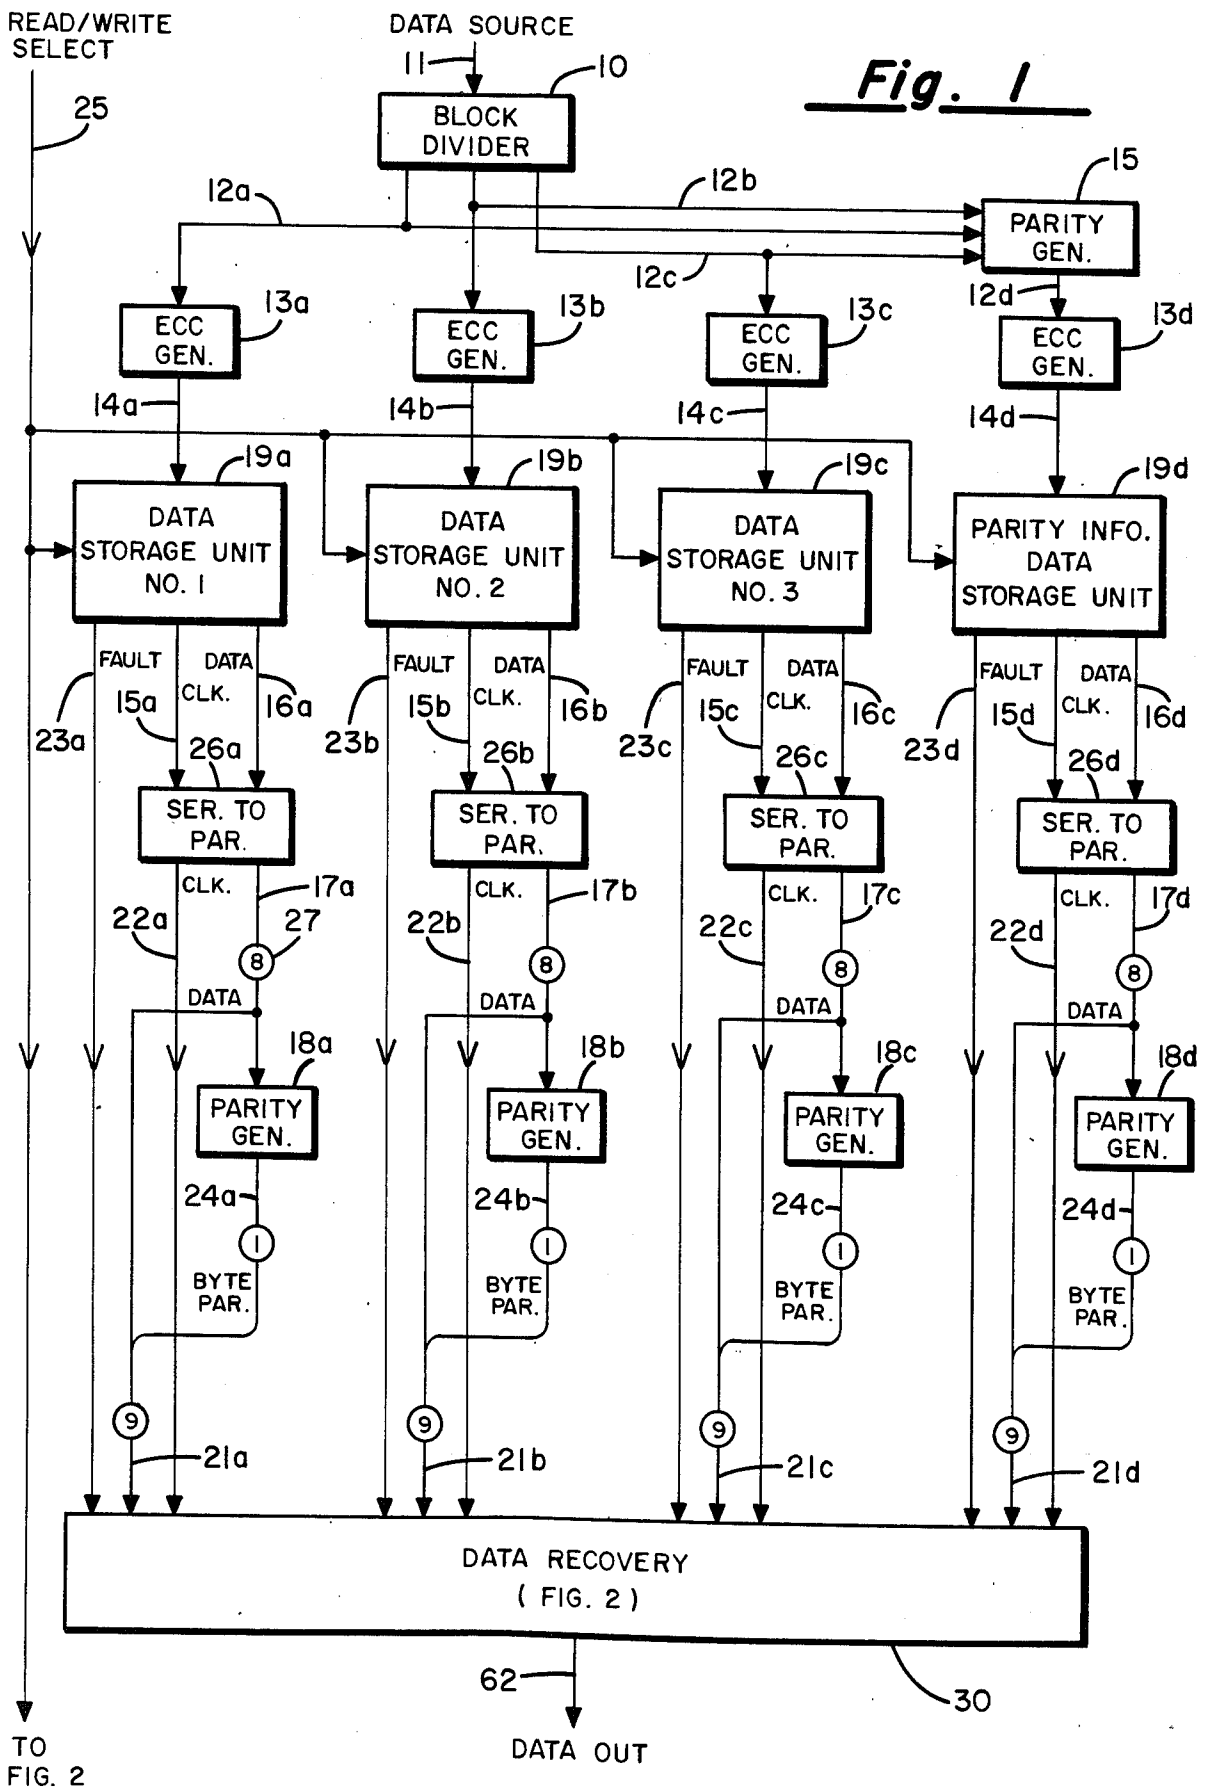 READ/WRITE
SELECT
DATA SOURCE
11
10
Fig. 1
25
BLOCK
DIVIDER
12a
12b
15
PARITY
GEN.
12c
12d
13a
13b
13c
13d
ECC
GEN.
ECC
GEN.
ECC
GEN.
ECC
GEN.
14a
14b
14c
14d
19a
19b
19c
19d
DATA
STORAGE UNIT
NO. 1
DATA
STORAGE UNIT
NO. 2
DATA
STORAGE UNIT
NO. 3
PARITY INFO.
DATA
STORAGE UNIT
FAULT
DATA
CLK.
FAULT
DATA
CLK.
FAULT
DATA
CLK.
FAULT
DATA
CLK.
23a
15a
16a
23b
15b
16b
23c
15c
16c
23d
15d
16d
26a
26b
26c
26d
SER. TO
PAR.
SER. TO
PAR.
SER. TO
PAR.
SER. TO
PAR.
CLK.
17a
CLK.
17b
CLK.
17c
CLK.
17d
22a
27
22b
22c
22d
8
8
8
8
DATA
DATA
DATA
DATA
18a
18b
18c
18d
PARITY
GEN.
PARITY
GEN.
PARITY
GEN.
PARITY
GEN.
24a
24b
24c
24d
1
1
1
1
BYTE
PAR.
BYTE
PAR.
BYTE
PAR.
BYTE
PAR.
9
9
9
9
21a
21b
21c
21d
DATA RECOVERY
( FIG. 2 )
62
30
TO
FIG. 2
DATA OUT